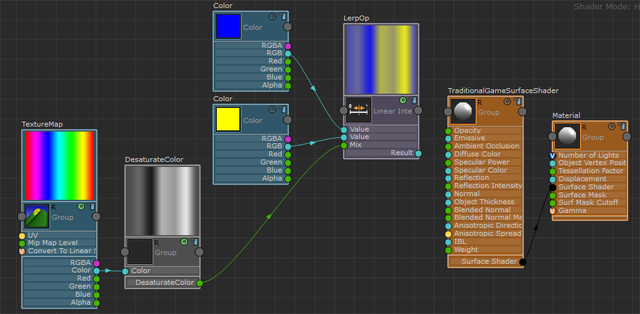 Shader Mode: H
Color
Color
RGBA
RGB
Red
Green
Blue
Alpha
Color
Color
RGBA
RGB
Red
Green
Blue
Alpha
LerpOp
Linear Inte
Value
Value
Mix
Result
TextureMap
R
Group
UV
Mip Map Level
Convert To Linear S
RGBA
Color
Red
Green
Blue
Alpha
DesaturateColor
R
Group
Color
DesaturateColor
TraditionalGameSurfaceShader
R
Group
Opacity
Emissive
Ambient Occlusion
Diffuse Color
Specular Power
Specular Color
Reflection
Reflection Intensity
Normal
Object Thickness
Blended Normal
Blended Normal Ma
Anisotropic Directic
Anisotropic Spread
IBL
Weight
Surface Shader
Material
R
Group
Number of Lights
Object Vertex Posit
Tessellation Factor
Displacement
Surface Shader
Surface Mask
Surf Mask Cutoff
Gamma